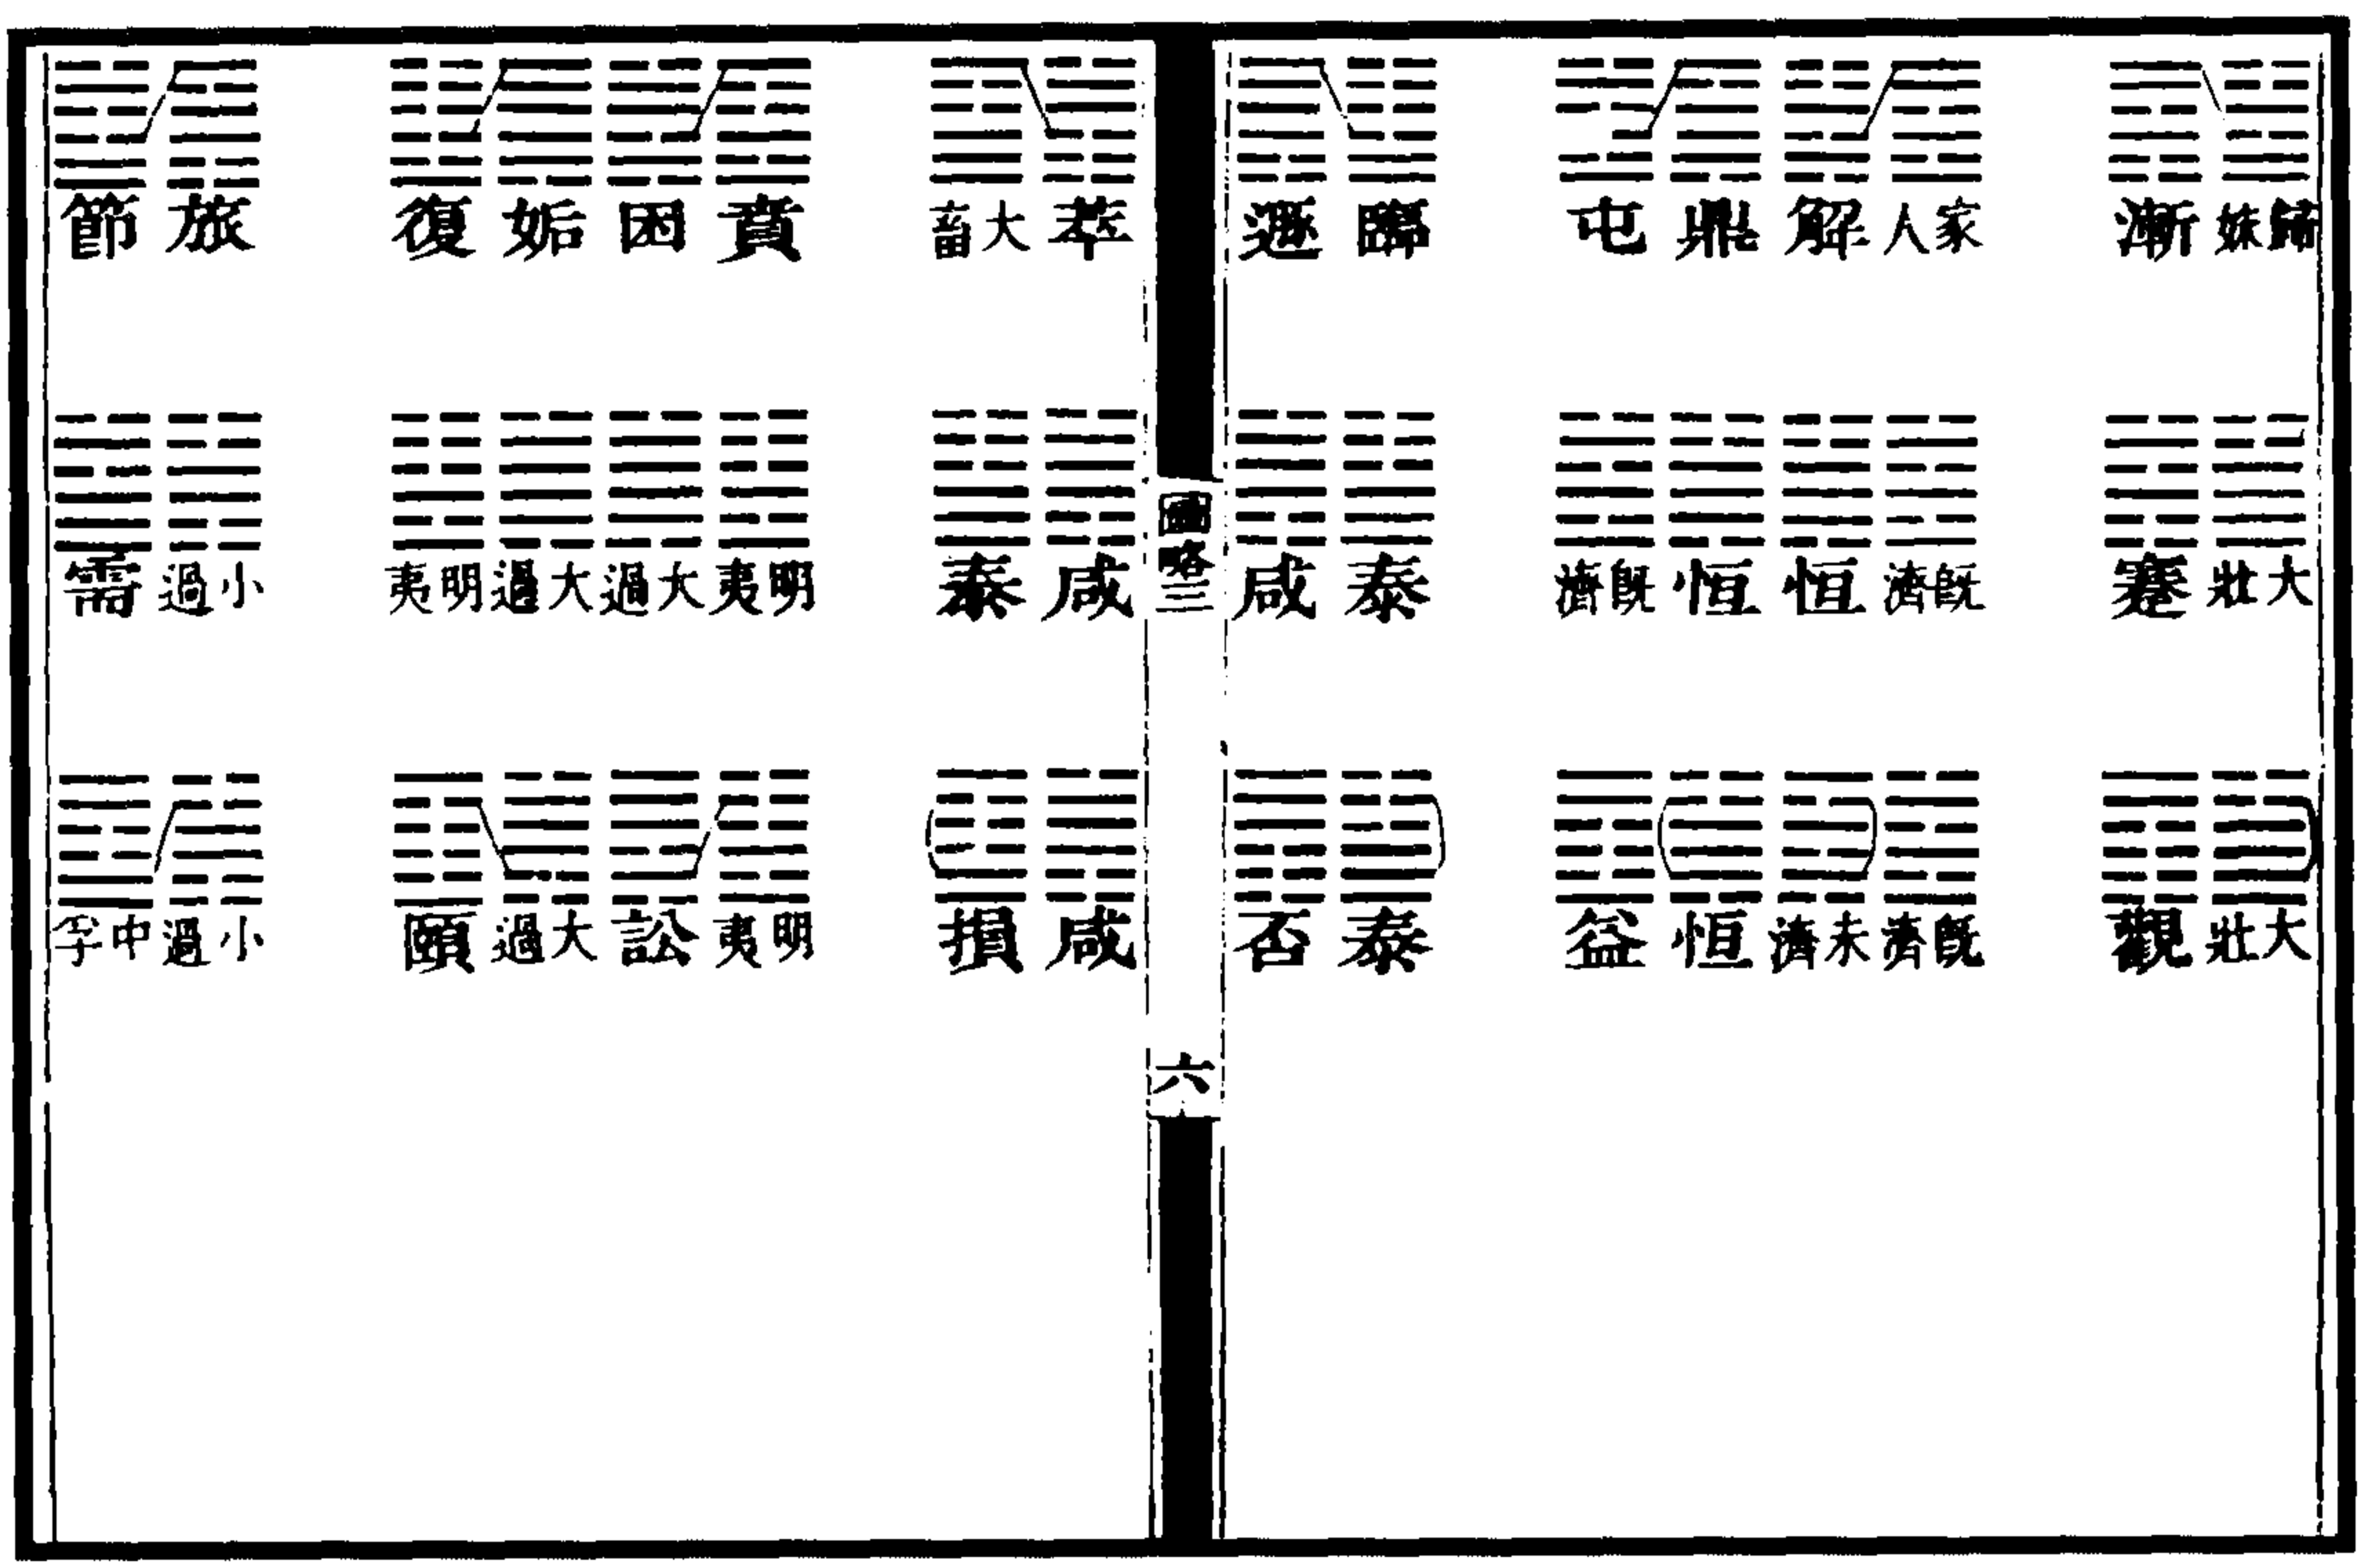 歸妹 漸 家人 解 鼎 屯 臨 遯
大壯 蹇 既濟 恒 恒 既濟 泰 咸
大壯 觀 既濟 未濟 恒 益 泰 否
圖略三
六
萃 大畜 賁 困 姤 復 旅 節
咸 泰 明夷 大過 大過 明夷 小過 需
咸 損 明夷 訟 大過 頤 小過 中孚